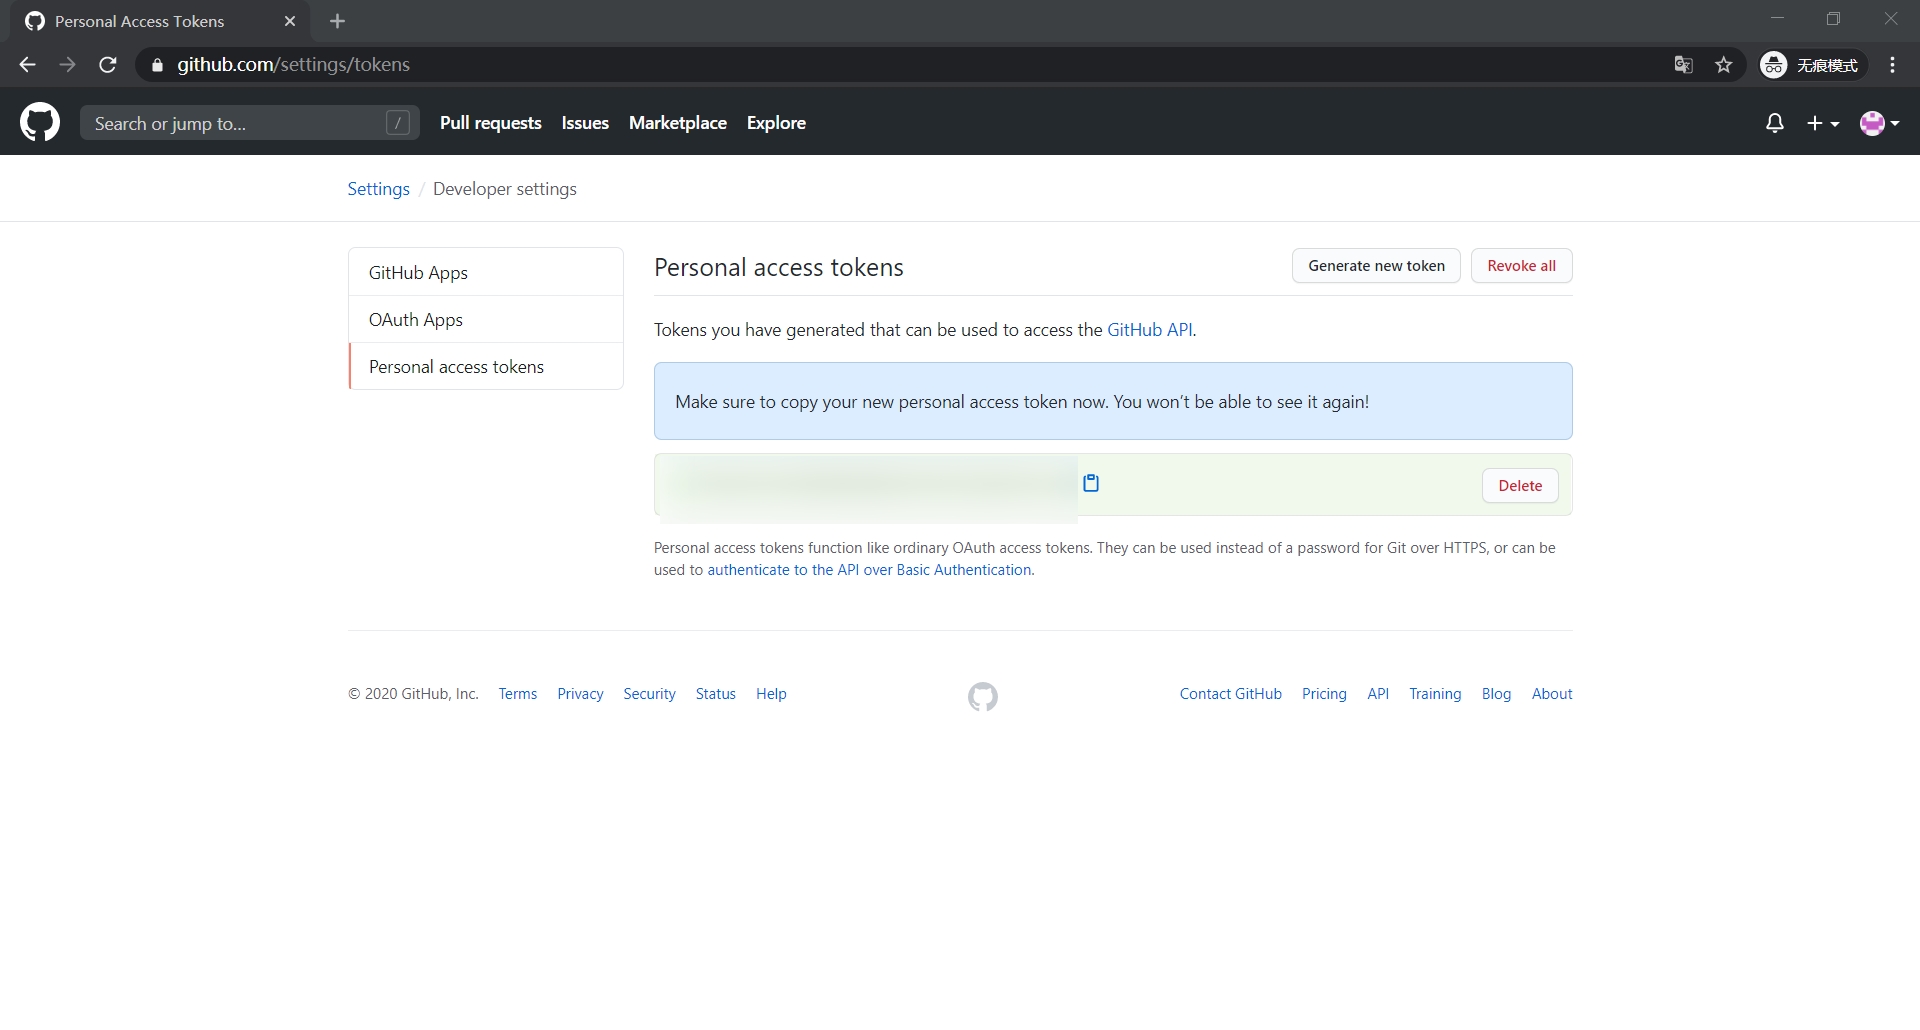 Personal Access Tokens
github.com/settings/tokens
无痕模式
Search or jump to...
/
Pull requests
Issues
Marketplace
Explore
Settings / Developer settings
GitHub Apps
OAuth Apps
Personal access tokens
Personal access tokens
Generate new token
Revoke all
Tokens you have generated that can be used to access the GitHub API.
Make sure to copy your new personal access token now. You won’t be able to see it again!
Delete
Personal access tokens function like ordinary OAuth access tokens. They can be used instead of a password for Git over HTTPS, or can be
used to authenticate to the API over Basic Authentication.
© 2020 GitHub, Inc.
Terms
Privacy
Security
Status
Help
Contact GitHub
Pricing
API
Training
Blog
About